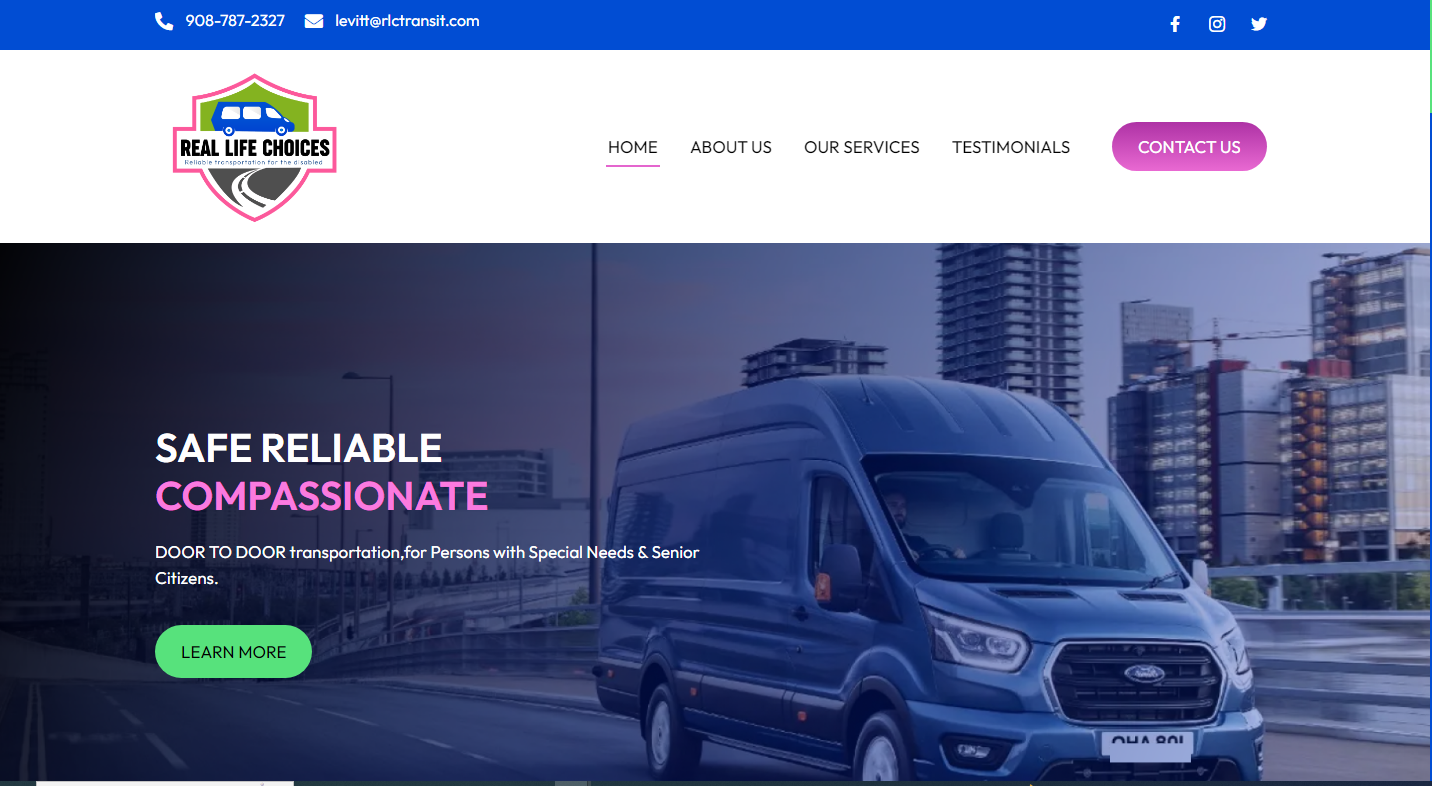 908-787-2327 levitt@rlctransit.com
REAL LIFE CHOICES
Reliable transportation for the disabled
HOME ABOUT US OUR SERVICES TESTIMONIALS CONTACT US
SAFE RELIABLE
COMPASSIONATE
DOOR TO DOOR transportation,for Persons with Special Needs & Senior
Citizens.
LEARN MORE
Ford